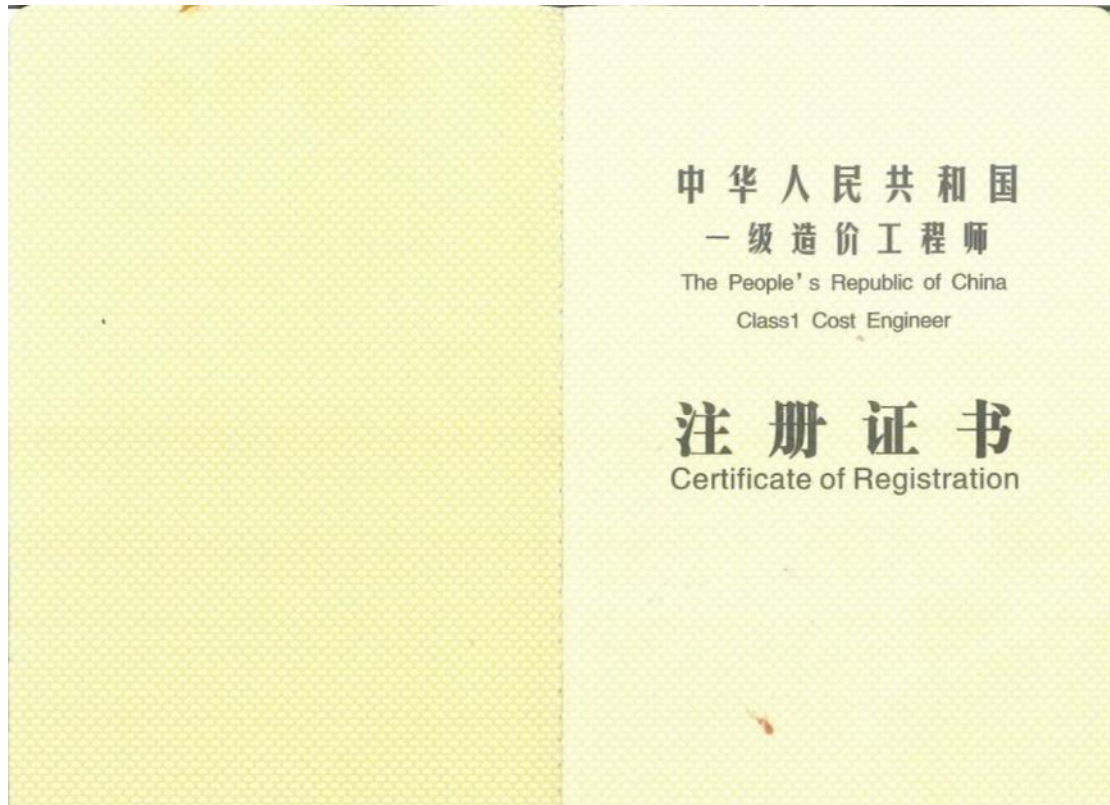 中华人民共和国
一级造价工程师
The People's Republic of China
Class1 Cost Engineer
注册证书
Certificate of Registration